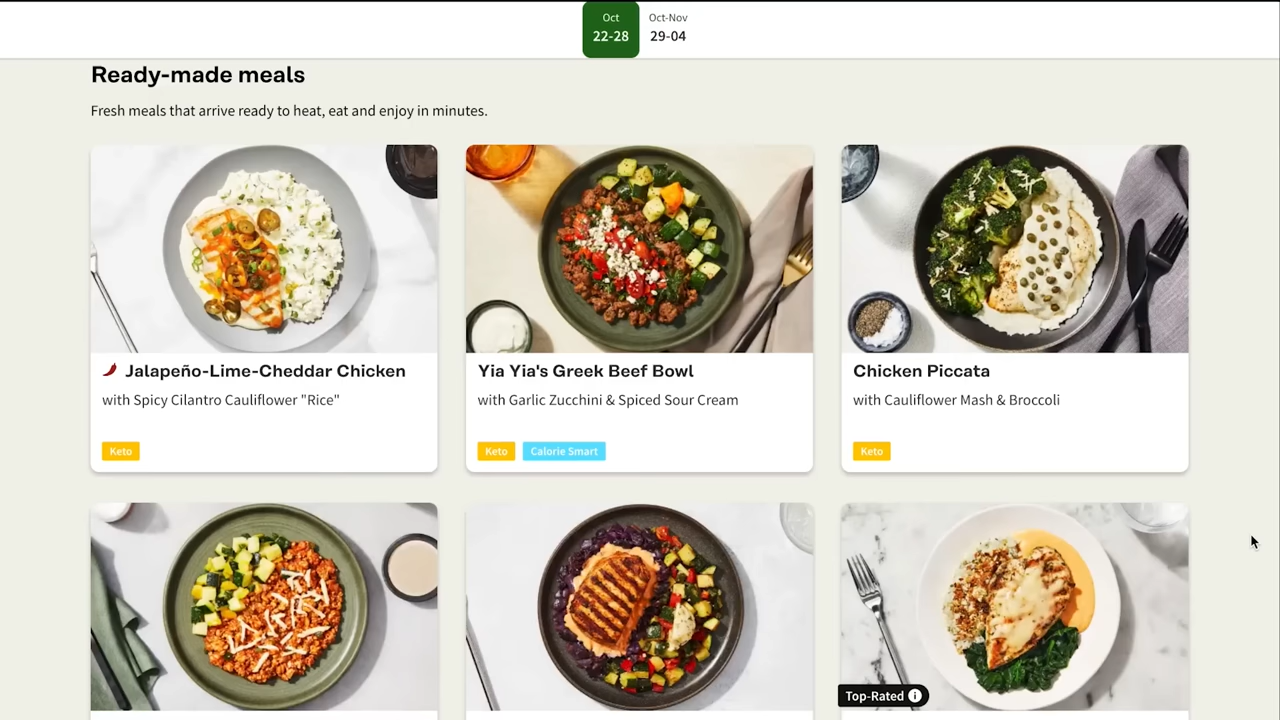 Oct
22-28
Oct-Nov
29-04
Ready-made meals
Fresh meals that arrive ready to heat, eat and enjoy in minutes.
Jalapeño-Lime-Cheddar Chicken
with Spicy Cilantro Cauliflower "Rice"
Keto
Yia Yia's Greek Beef Bowl
with Garlic Zucchini & Spiced Sour Cream
Keto
Calorie Smart
Chicken Piccata
with Cauliflower Mash & Broccoli
Keto
Top-Rated